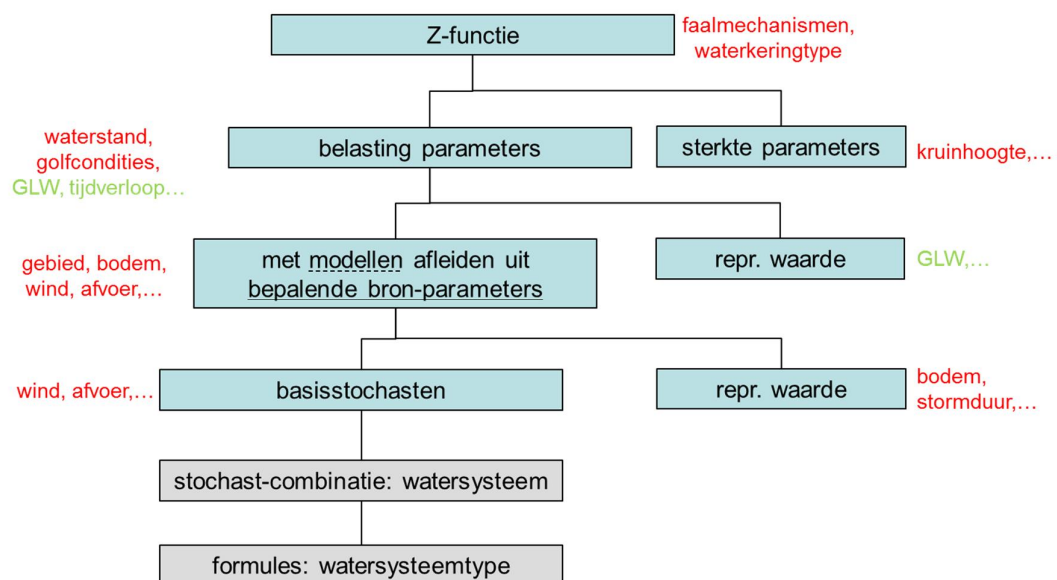 Z-functie
faalmechanismen,
waterkeringtype
waterstand,
golfcondities,
GLW, tijdverloop...
belasting parameters
sterkte parameters
kruinhoogte,...
gebied, bodem,
wind, afvoer,...
met modellen afleiden uit
bepalende bron-parameters
repr. waarde
GLW,...
wind, afvoer,...
basisstochasten
repr. waarde
bodem,
stormduur,...
stochast-combinatie: watersysteem
formules: watersysteemtype